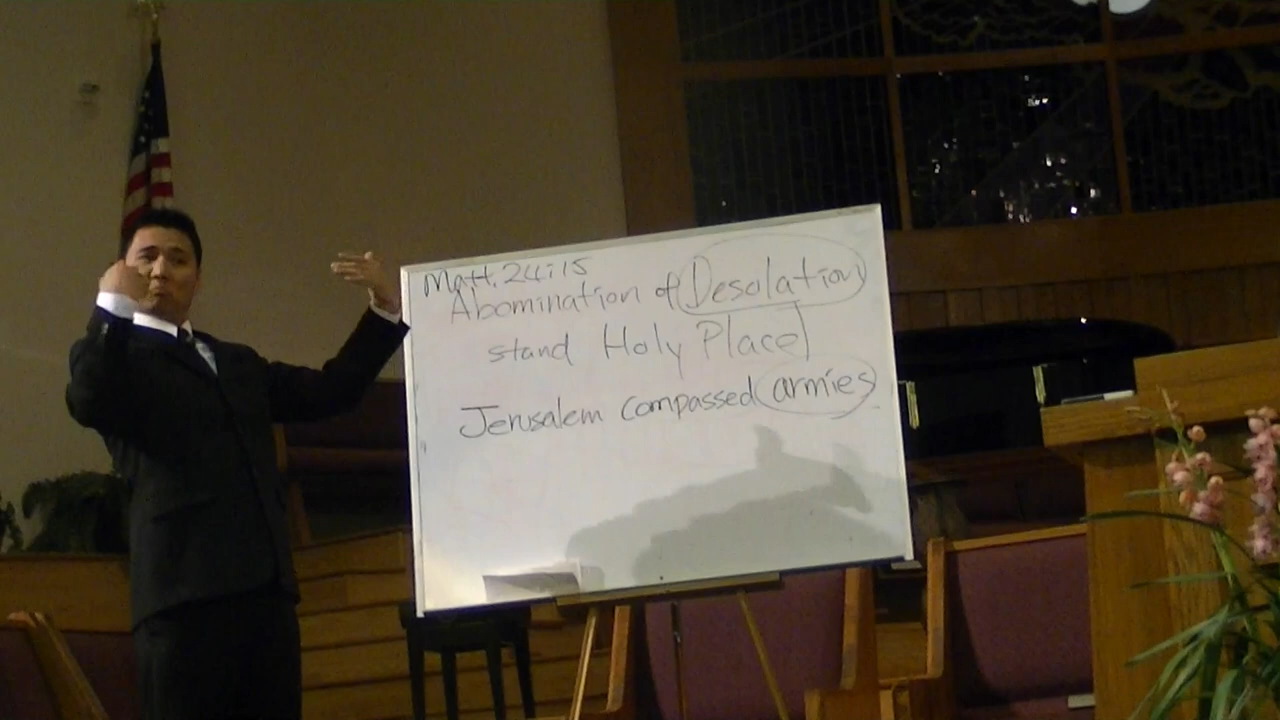 Matt. 24:15
Abomination of Desolation
stand Holy Place
Jerusalem compassed armies